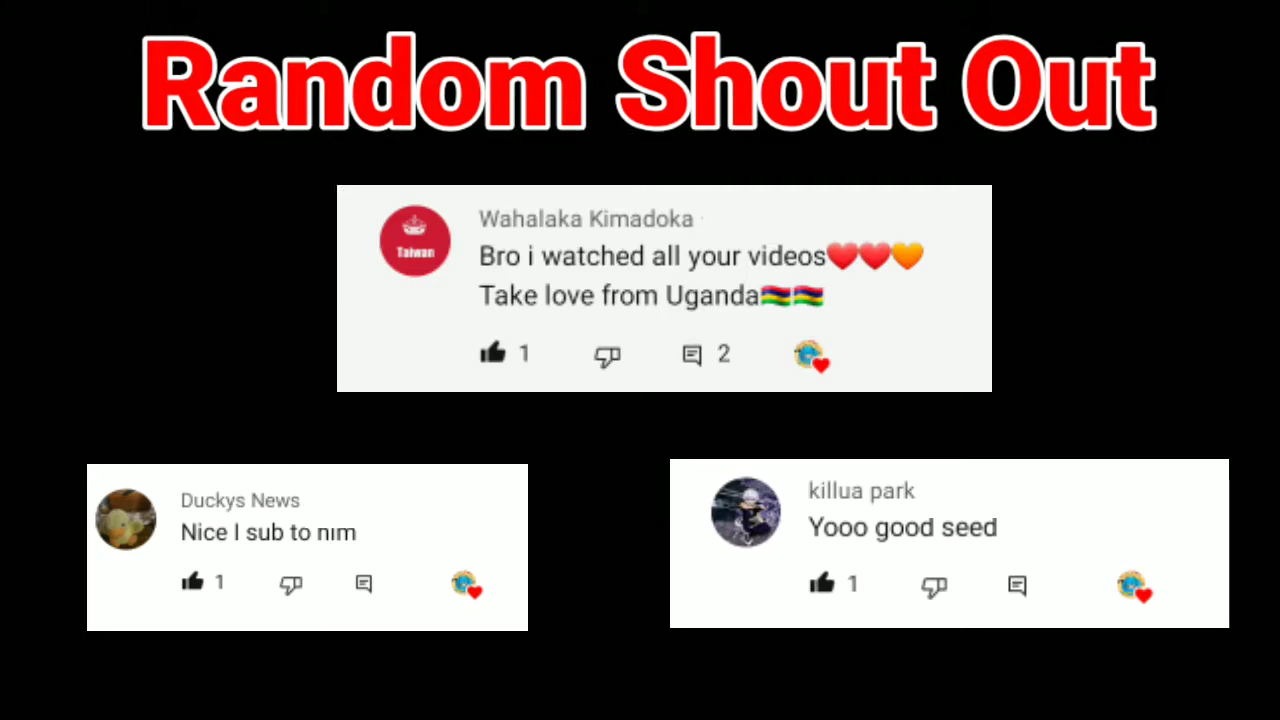 Random Shout Out
Taiwan
Wahalaka Kimadoka
Bro i watched all your videos❤️❤️🧡
Take love from Uganda🇲🇺🇲🇺
1
2
Duckys News
Nice I sub to nım
1
killua park
Yooo good seed
1